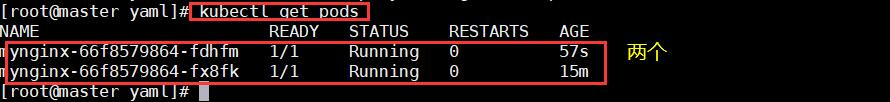 [root@master yaml]# kubectl get pods
NAME READY STATUS RESTARTS AGE
mynginx-66f8579864-fdhfm 1/1 Running 0 57s
mynginx-66f8579864-fx8fk 1/1 Running 0 15m
两个
[root@master yaml]#